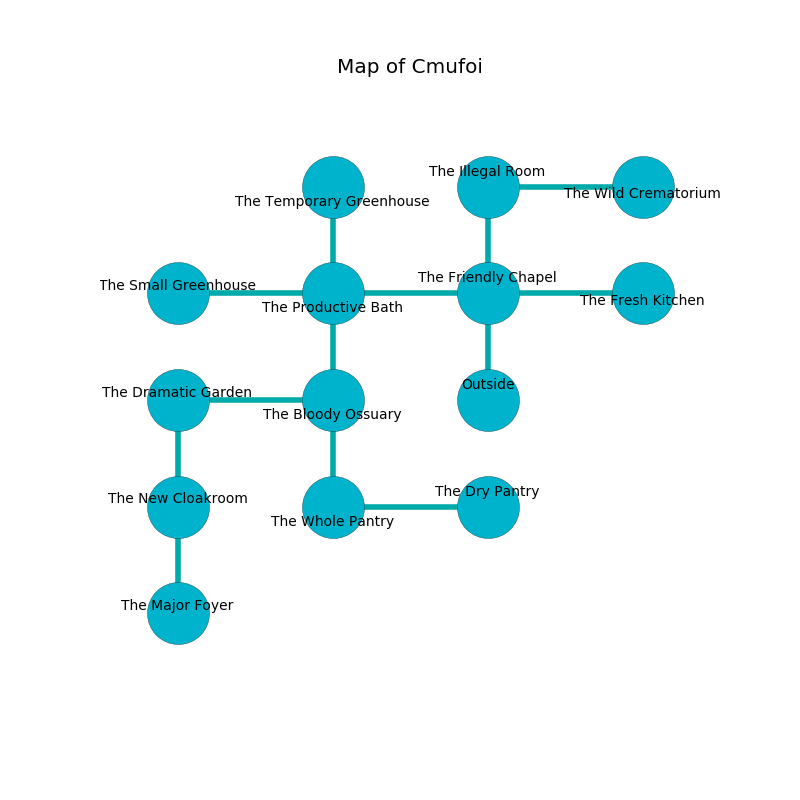 Map of Cmufoi
The Illegal Room
The Wild Crematorium
The Temporary Greenhouse
The Friendly Chapel
The Small Greenhouse
The Fresh Kitchen
The Productive Bath
Outside
The Dramatic Garden
The Bloody Ossuary
The Dry Pantry
The New Cloakroom
The Whole Pantry
The Major Foyer